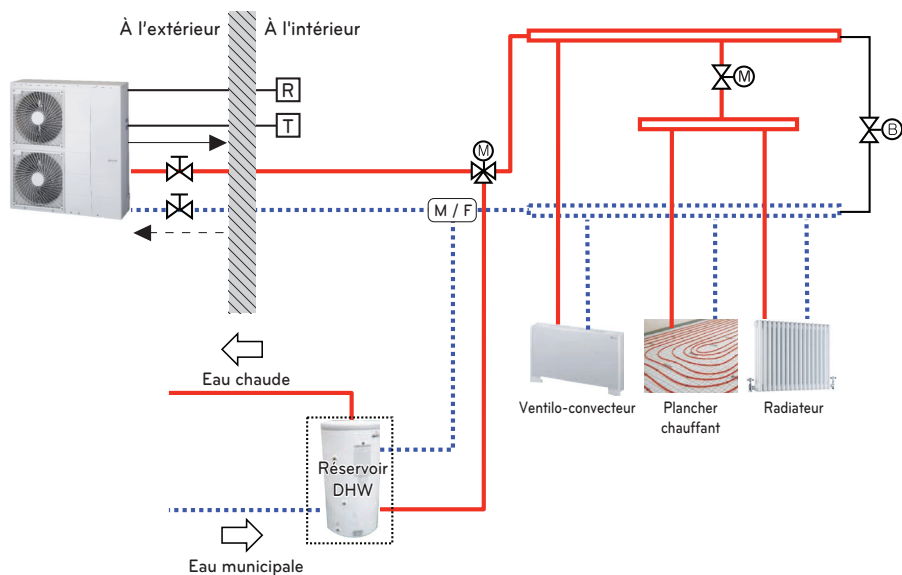 À l'extérieur
À l'intérieur
R
T
M
M
B
M / F
Eau chaude
Ventilo-convecteur
Plancher
chauffant
Radiateur
Réservoir
DHW
Eau municipale